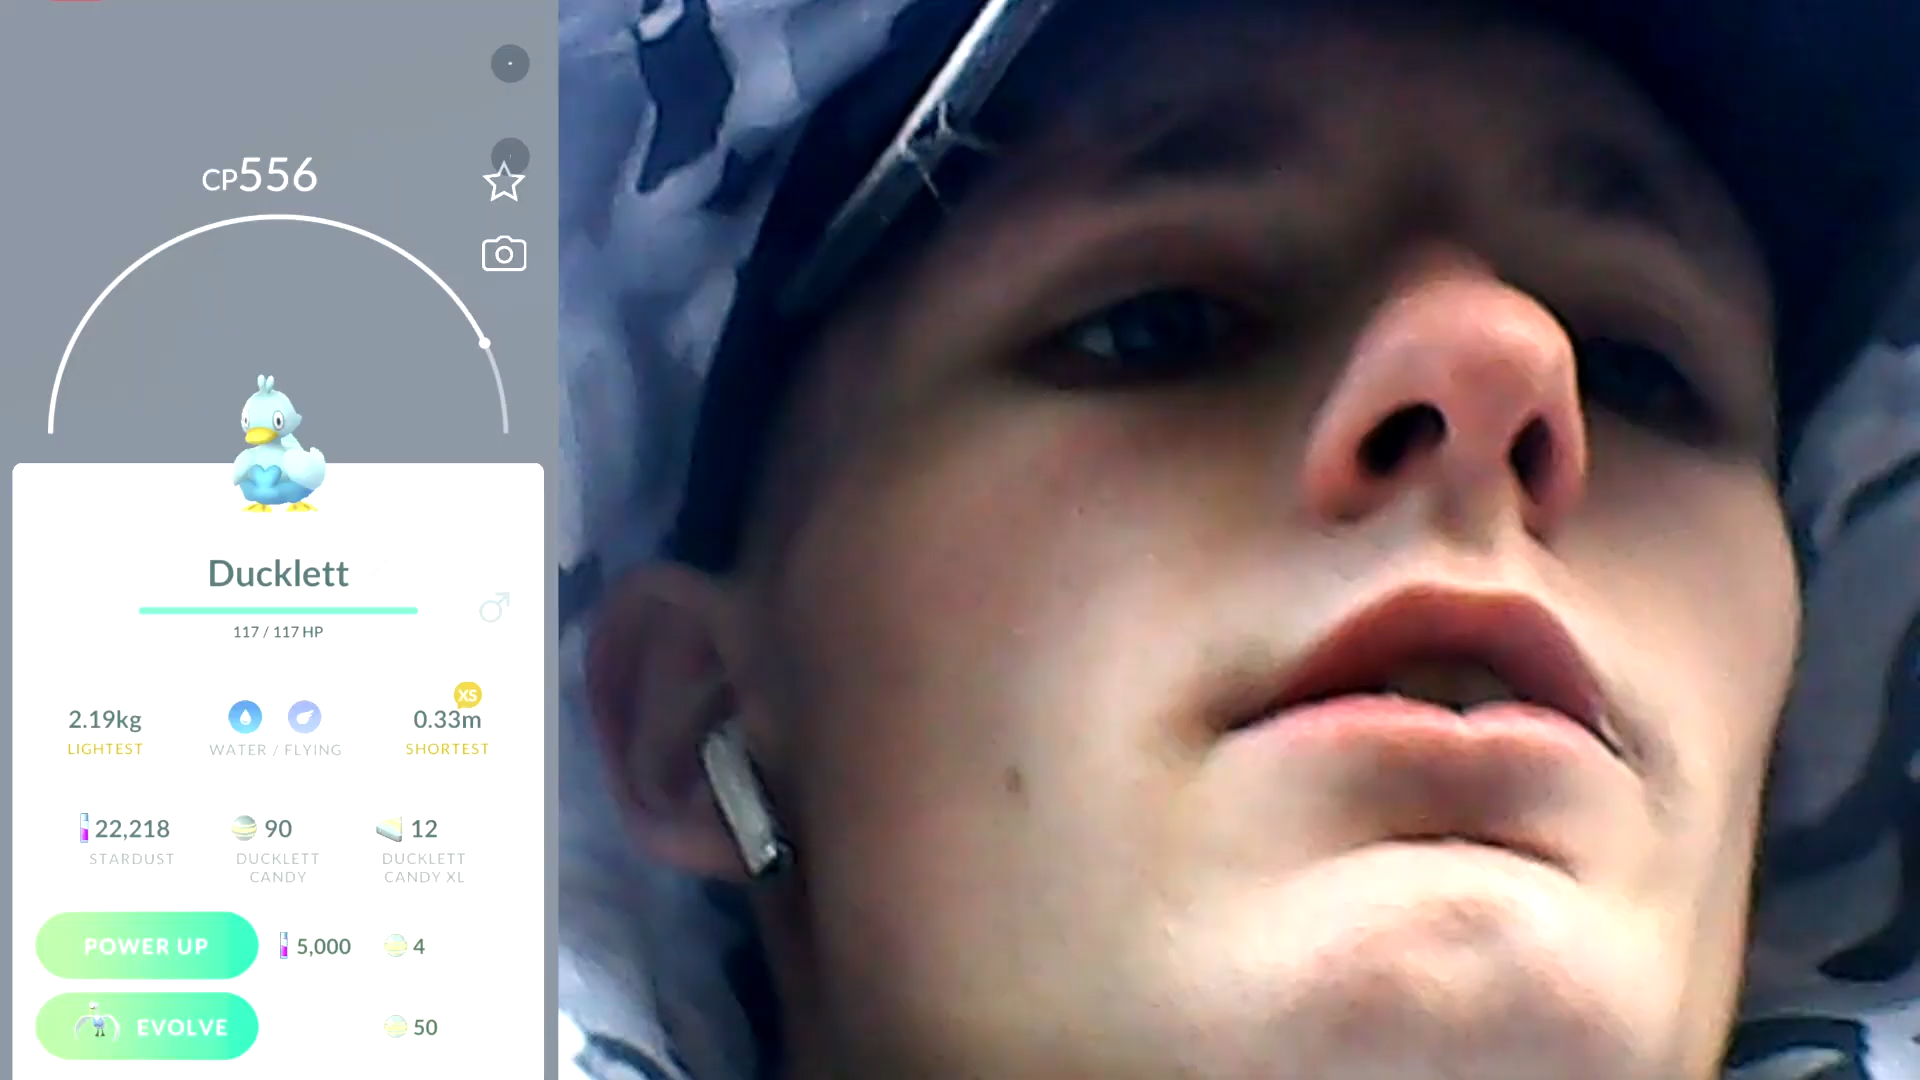 CP556
Ducklett
117 / 117 HP
XS
2.19kg
0.33m
LIGHTEST
WATER / FLYING
SHORTEST
22,218
90
12
STARDUST
DUCKLETT
CANDY
DUCKLETT
CANDY XL
POWER UP
5,000
4
EVOLVE
50